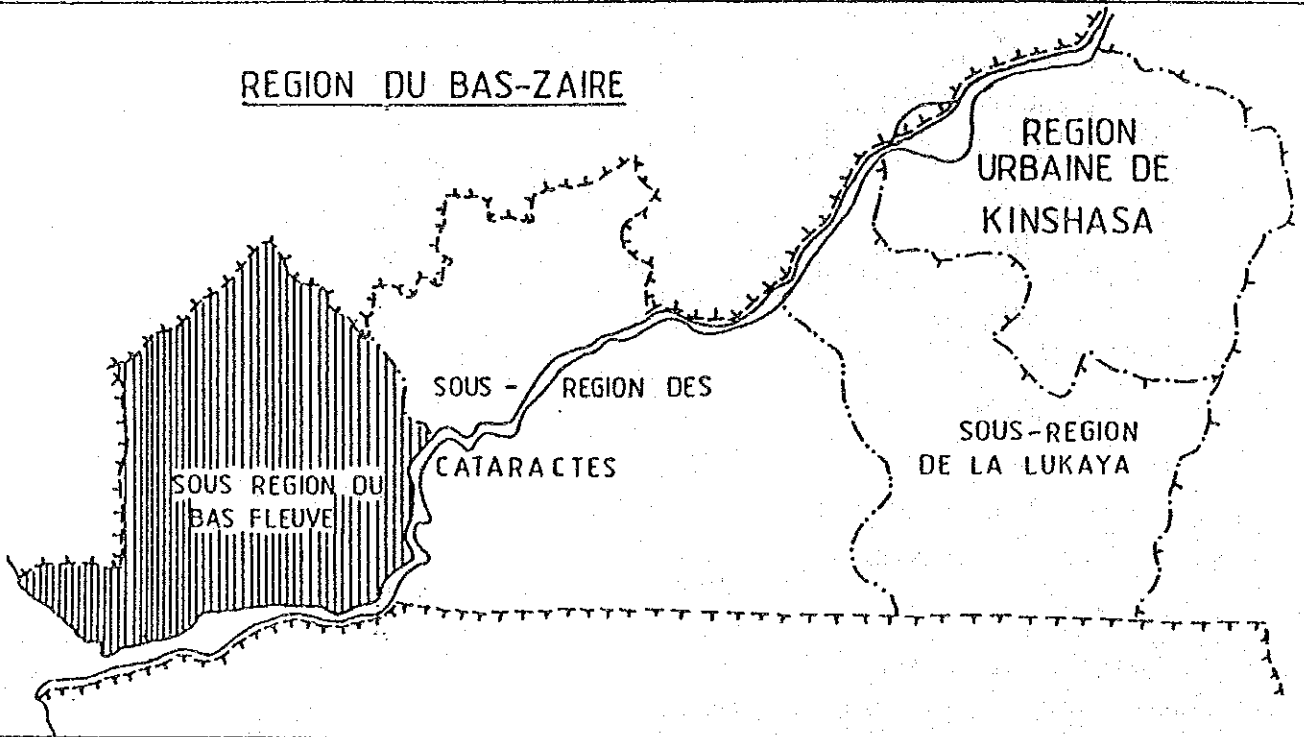 REGION DU BAS-ZAIRE
REGION
URBAINE DE
KINSHASA
SOUS - REGION DES
CATARACTES
SOUS-REGION
DE LA LUKAYA
SOUS REGION DU
BAS FLEUVE